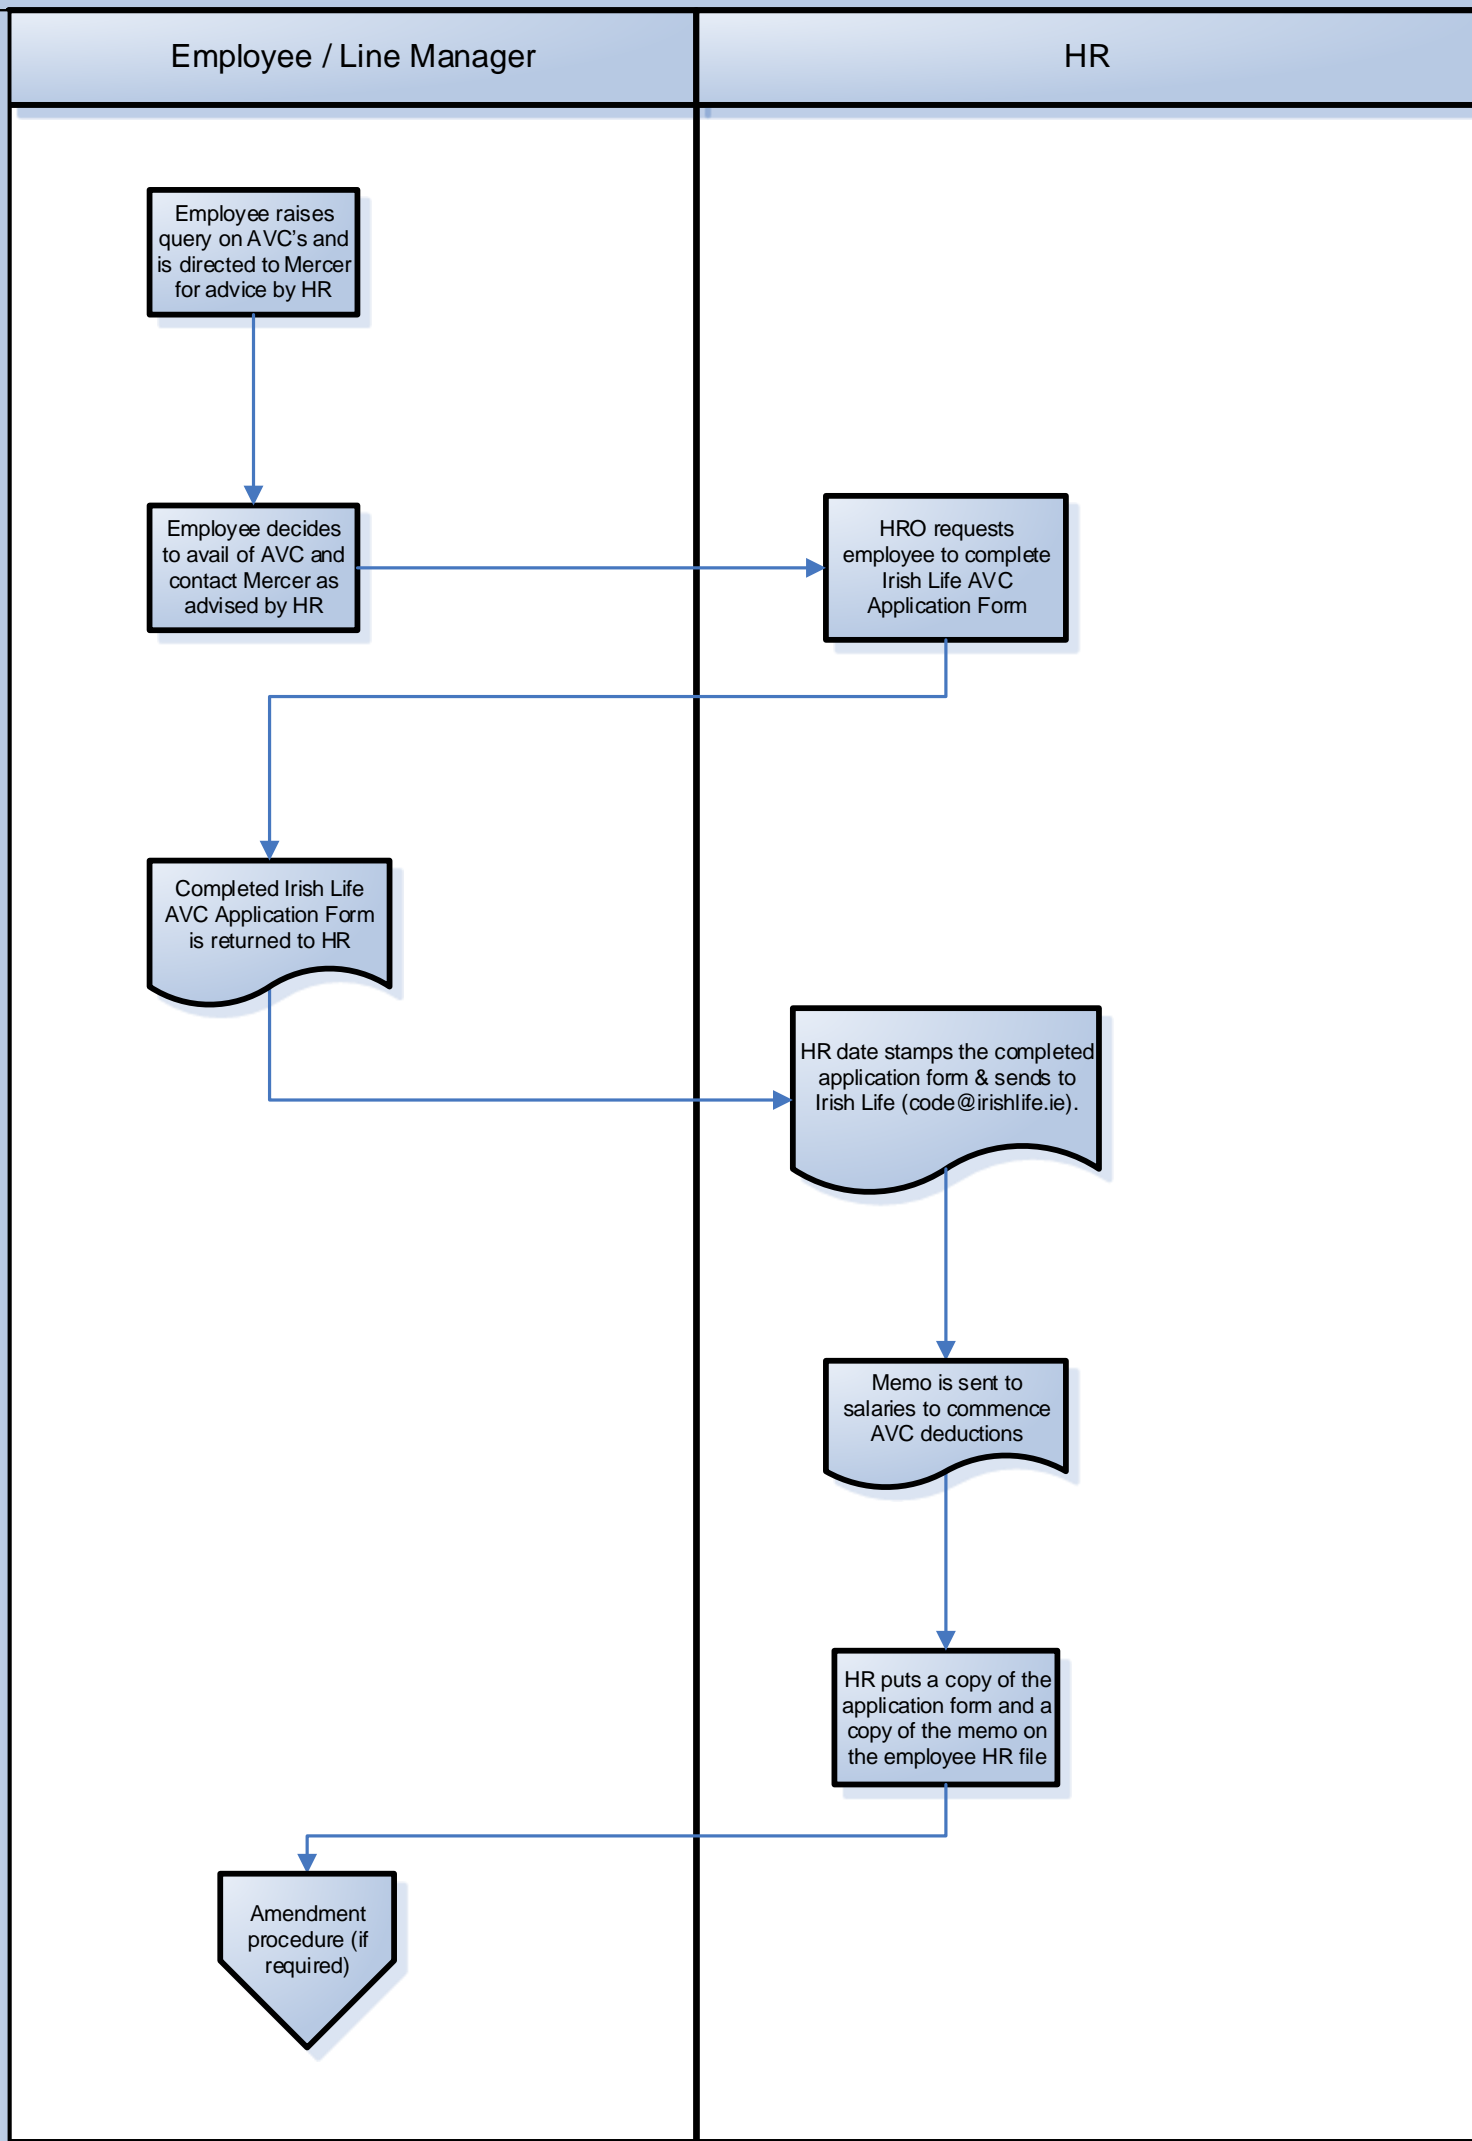 Employee / Line Manager
HR
Employee raises
query on AVC's and
is directed to Mercer
for advice by HR
Employee decides
to avail of AVC and
contact Mercer as
advised by HR
HRO requests
employee to complete
Irish Life AVC
Application Form
Completed Irish Life
AVC Application Form
is returned to HR
HR date stamps the completed
application form & sends to
Irish Life (code@irishlife.ie).
Memo is sent to
salaries to commence
AVC deductions
HR puts a copy of the
application form and a
copy of the memo on
the employee HR file
Amendment
procedure (if
required)